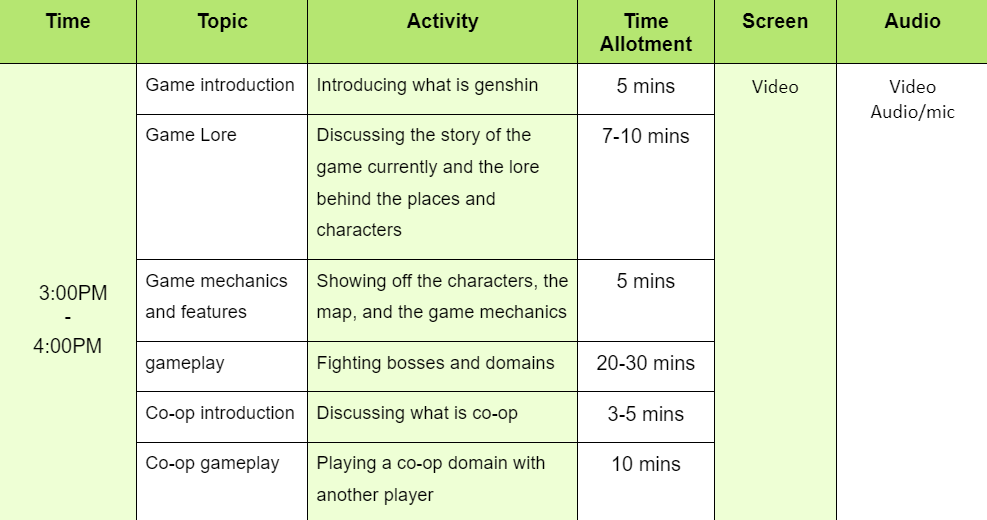 Time
Topic
Activity
Time
Allotment
Screen
Audio
3:00PM
-
4:00PM
Game introduction
Introducing what is genshin
5 mins
Video
Video
Audio/mic
Game Lore
Discussing the story of the
game currently and the lore
behind the places and
characters
7-10 mins
Game mechanics
and features
Showing off the characters, the
map, and the game mechanics
5 mins
gameplay
Fighting bosses and domains
20-30 mins
Co-op introduction
Discussing what is co-op
3-5 mins
Co-op gameplay
Playing a co-op domain with
another player
10 mins